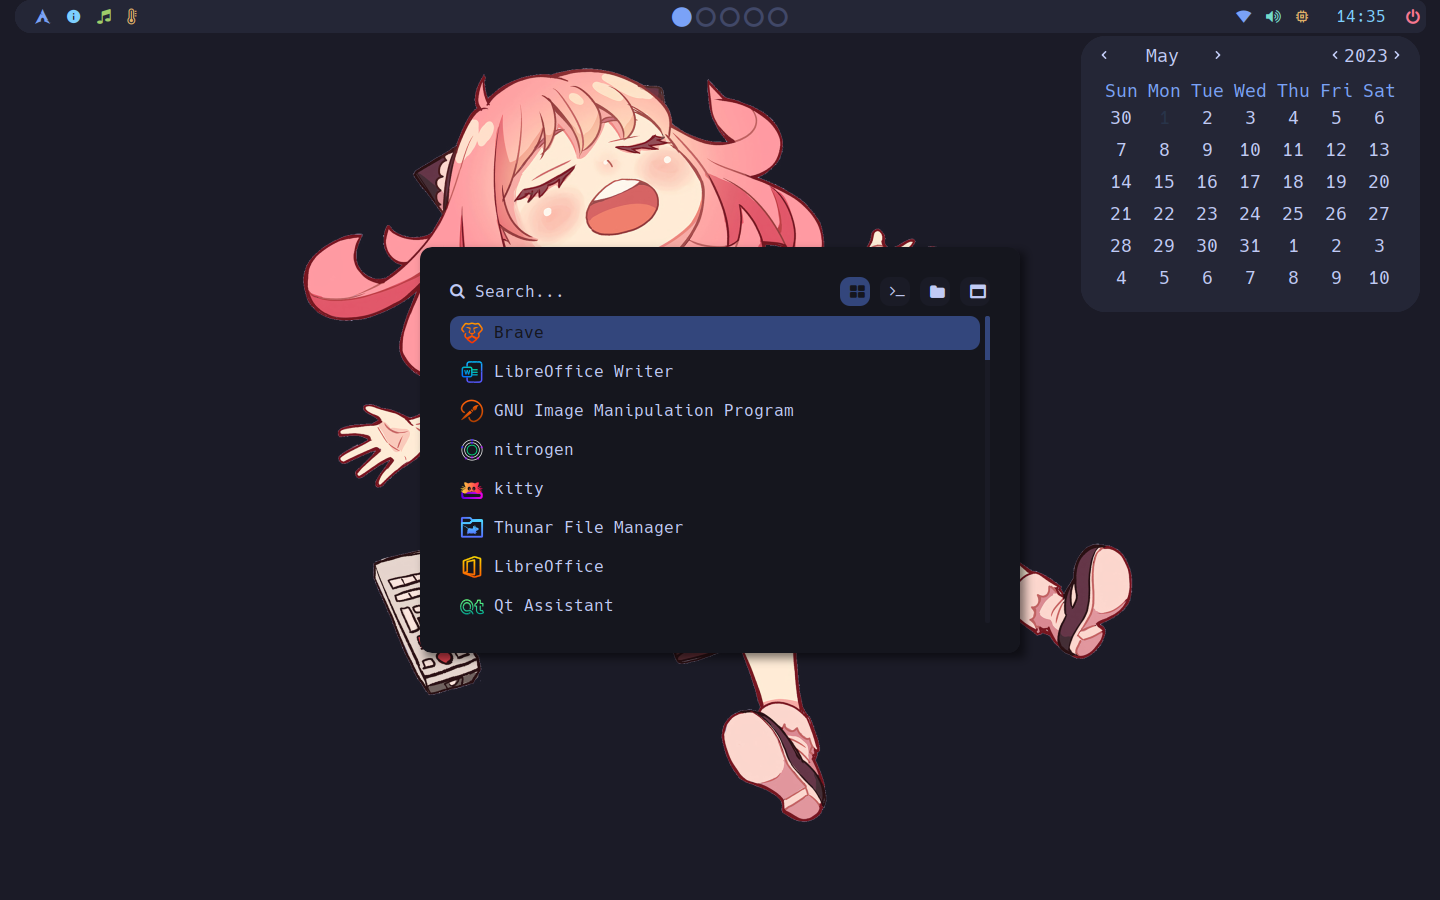 14:35
May 2023
Sun Mon Tue Wed Thu Fri Sat
30 1 2 3 4 5 6
7 8 9 10 11 12 13
14 15 16 17 18 19 20
21 22 23 24 25 26 27
28 29 30 31 1 2 3
4 5 6 7 8 9 10
Search...
Brave
LibreOffice Writer
GNU Image Manipulation Program
nitrogen
kitty
Thunar File Manager
LibreOffice
Qt Assistant